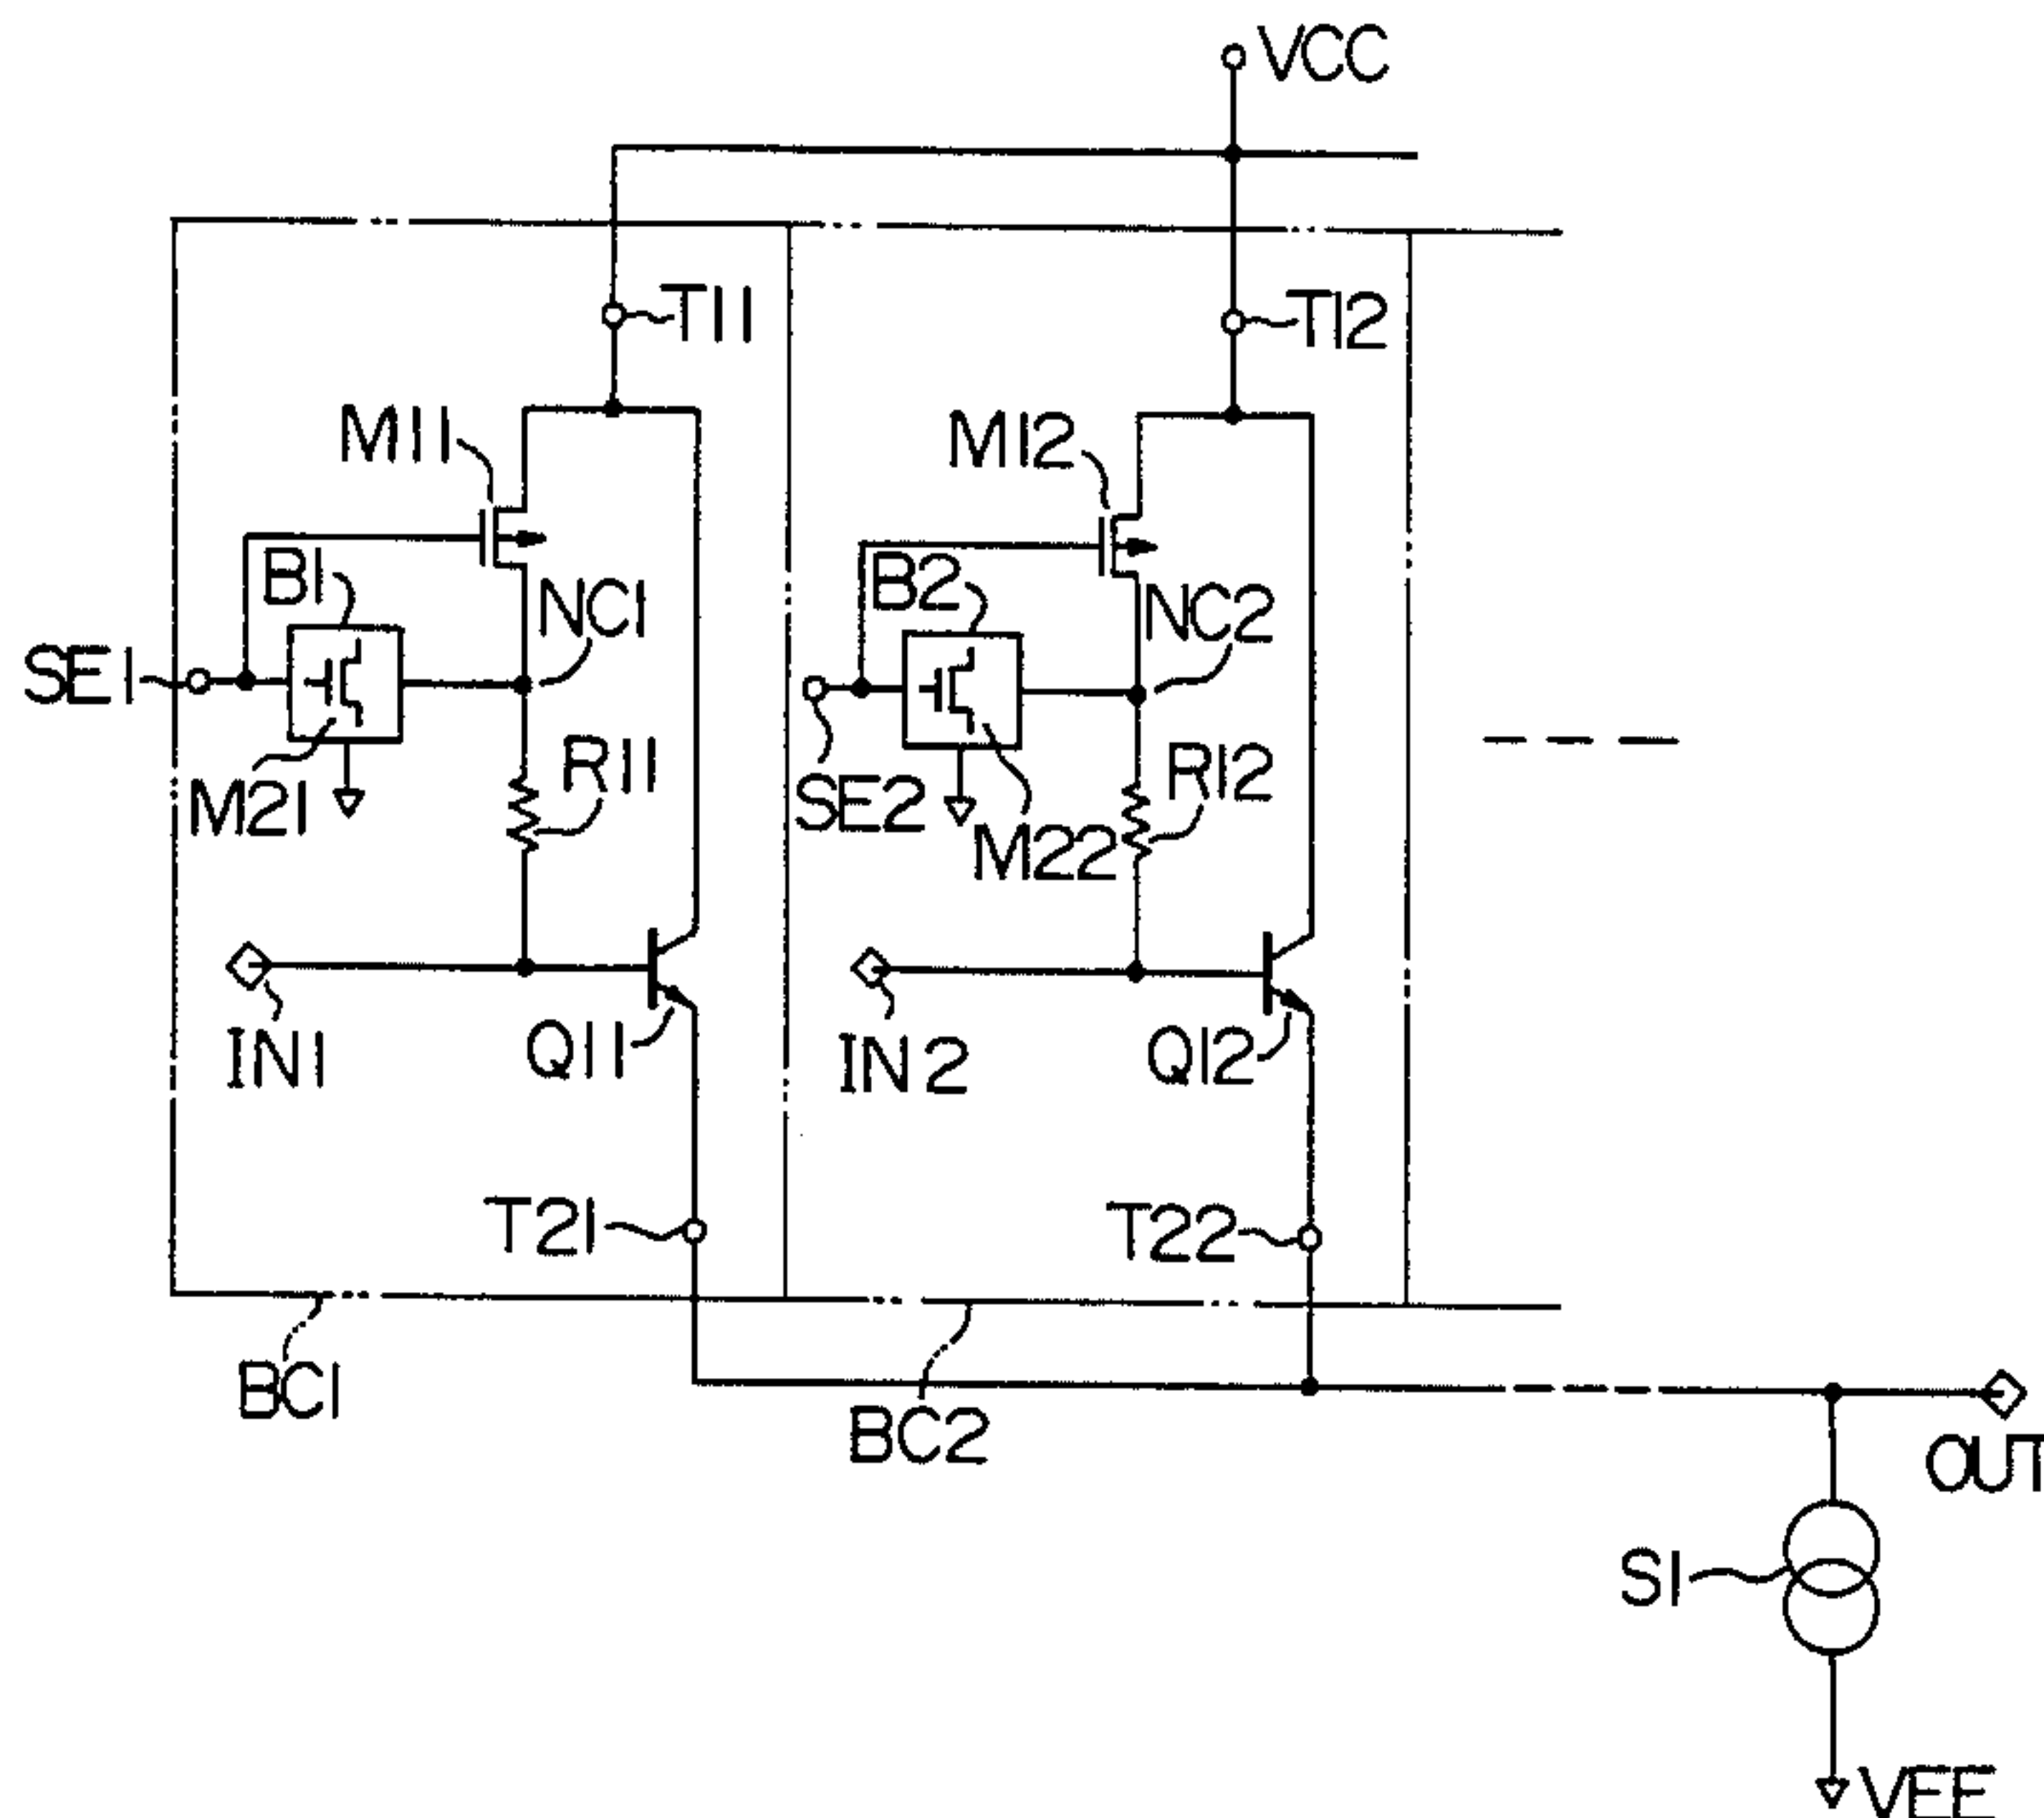 VCC
T11
T12
M11
M12
B1
B2
NC1
NC2
SE1
R11
R12
M21
SE2
M22
IN1
Q11
IN2
Q12
T21
T22
BC1
BC2
OUT
S1
VEE